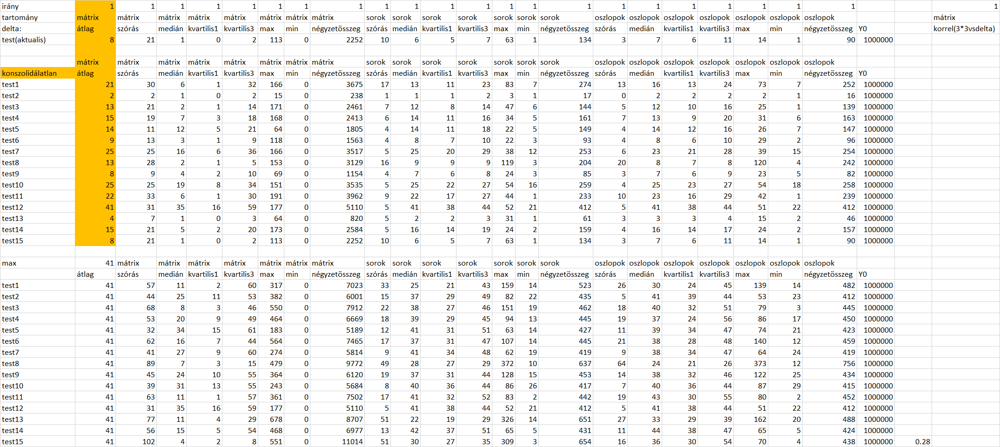 irány 1 1 1 1 1 1 1 1 1 1 1 1 1 1 1 1 1 1 1 1 1 1 1
tartomány mátrix mátrix mátrix mátrix mátrix mátrix mátrix mátrix sorok sorok sorok sorok sorok sorok sorok oszlopok oszlopok oszlopok oszlopok oszlopok oszlopok oszlopok mátrix
delta: átlag szórás medián kvartilis1 kvartilis3 max min négyzetösszeg szórás medián kvartilis1 kvartilis3 max min négyzetösszeg szórás medián kvartilis1 kvartilis3 max min négyzetösszeg Y0 korrel(3*3vsdelta)
test(aktualis) 8 21 1 0 2 113 0 2252 10 6 5 7 63 1 134 3 7 6 11 14 1 90 1000000
mátrix mátrix mátrix mátrix mátrix mátrix mátrix mátrix sorok sorok sorok sorok sorok sorok sorok oszlopok oszlopok oszlopok oszlopok oszlopok oszlopok oszlopok
konszolidálatlan átlag szórás medián kvartilis1 kvartilis3 max min négyzetösszeg szórás medián kvartilis1 kvartilis3 max min négyzetösszeg szórás medián kvartilis1 kvartilis3 max min négyzetösszeg Y0
test1 21 30 6 1 32 166 0 3675 17 13 11 23 83 7 274 13 16 13 24 73 7 252 1000000
test2 2 2 1 0 2 15 0 238 1 1 1 2 3 1 17 0 2 2 2 2 1 16 1000000
test3 13 21 2 1 14 171 0 2461 7 12 8 14 47 6 144 5 12 10 16 25 1 139 1000000
test4 15 19 7 3 18 168 0 2413 6 14 11 16 34 5 161 7 13 9 20 31 6 163 1000000
test5 14 11 12 5 21 64 0 1805 4 14 11 18 22 5 149 4 14 12 16 26 7 147 1000000
test6 9 13 3 1 9 118 0 1563 4 8 7 10 22 3 93 4 8 6 10 29 2 96 1000000
test7 25 25 16 6 36 166 0 3517 5 25 20 29 38 12 253 6 23 21 28 39 15 254 1000000
test8 13 28 2 1 5 153 0 3129 16 9 9 9 119 3 204 20 8 7 8 120 4 242 1000000
test9 8 9 4 2 10 69 0 1154 4 7 6 8 24 3 85 3 7 6 9 23 5 82 1000000
test10 25 25 19 8 34 151 0 3535 5 25 22 27 54 16 259 4 25 23 27 54 18 258 1000000
test11 22 33 6 1 30 191 0 3962 9 22 17 27 44 1 233 10 23 16 29 42 1 239 1000000
test12 41 31 35 16 59 177 0 5110 5 41 38 44 52 21 412 5 41 38 44 51 22 412 1000000
test13 4 7 1 0 3 64 0 820 5 2 2 3 31 1 61 3 3 3 4 15 2 46 1000000
test14 15 21 5 2 20 173 0 2584 5 16 14 19 24 2 159 4 16 14 17 24 2 157 1000000
test15 8 21 1 0 2 113 0 2252 10 6 5 7 63 1 134 3 7 6 11 14 1 90 1000000
max 41 mátrix mátrix mátrix mátrix mátrix mátrix mátrix sorok sorok sorok sorok sorok sorok sorok oszlopok oszlopok oszlopok oszlopok oszlopok oszlopok oszlopok
átlag szórás medián kvartilis1 kvartilis3 max min négyzetösszeg szórás medián kvartilis1 kvartilis3 max min négyzetösszeg szórás medián kvartilis1 kvartilis3 max min négyzetösszeg Y0
test1 41 57 11 2 60 317 0 7023 33 25 21 43 159 14 523 26 30 24 45 139 14 482 1000000
test2 41 44 25 11 53 382 0 6001 15 37 29 49 82 22 435 5 41 39 44 53 23 412 1000000
test3 41 68 8 3 46 550 0 7912 22 38 27 46 151 19 462 18 40 32 51 79 3 445 1000000
test4 41 53 20 9 49 464 0 6669 18 39 29 45 94 13 445 19 37 24 56 86 17 450 1000000
test5 41 32 34 15 61 183 0 5189 12 41 31 51 63 14 427 11 39 34 47 74 21 423 1000000
test6 41 62 16 7 44 564 0 7465 17 37 31 47 107 14 445 21 38 28 48 140 12 459 1000000
test7 41 41 27 9 60 274 0 5814 9 41 34 48 62 19 419 9 38 34 47 64 24 419 1000000
test8 41 89 7 3 15 479 0 9772 49 28 27 29 372 10 637 64 24 21 26 373 12 756 1000000
test9 41 45 24 10 55 364 0 6120 19 37 31 44 128 15 453 14 38 32 46 122 25 434 1000000
test10 41 39 31 13 55 243 0 5684 8 40 36 44 86 26 417 7 40 36 44 87 29 415 1000000
test11 41 63 11 1 57 361 0 7502 17 41 32 52 83 2 442 19 43 30 55 80 2 452 1000000
test12 41 31 35 16 59 177 0 5110 5 41 38 44 52 21 412 5 41 38 44 51 22 412 1000000
test13 41 77 11 4 29 678 0 8707 51 22 19 29 326 14 651 27 33 29 39 162 20 488 1000000
test14 41 56 15 5 54 468 0 6977 13 42 37 51 65 5 431 11 44 38 47 65 5 424 1000000
test15 41 102 4 2 8 551 0 11014 51 30 27 35 309 3 654 16 36 30 54 70 4 438 1000000 0.28